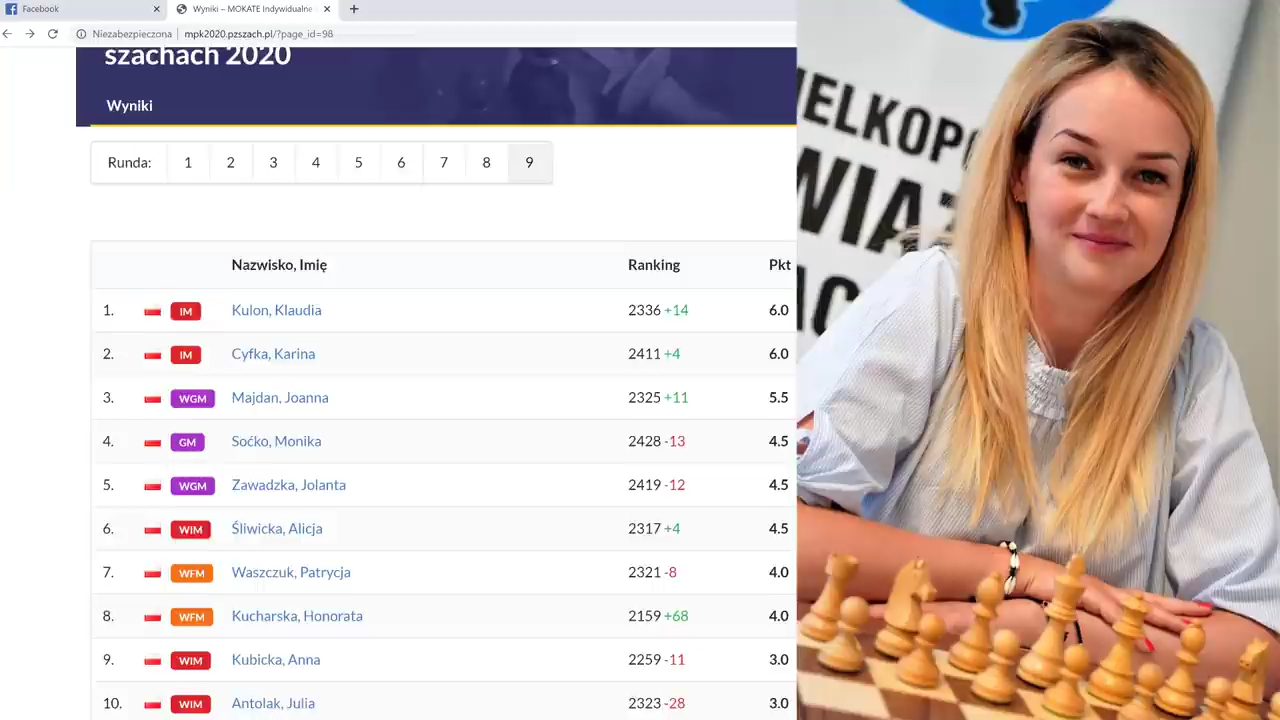 Facebook
Wyniki – MOKATE Indywidualne
Niezabezpieczona
mpk2020.pzszach.pl/?page_id=98
szachach 2020
Wyniki
Runda: 1 2 3 4 5 6 7 8 9
Nazwisko, Imię Ranking Pkt
1. IM Kulon, Klaudia 2336 +14 6.0
2. IM Cyfka, Karina 2411 +4 6.0
3. WGM Majdan, Joanna 2325 +11 5.5
4. GM Soćko, Monika 2428 -13 4.5
5. WGM Zawadzka, Jolanta 2419 -12 4.5
6. WIM Śliwicka, Alicja 2317 +4 4.5
7. WFM Waszczuk, Patrycja 2321 -8 4.0
8. WFM Kucharska, Honorata 2159 +68 4.0
9. WIM Kubicka, Anna 2259 -11 3.0
10. WIM Antolak, Julia 2323 -28 3.0
IELKOPO
WIĄZ
AC